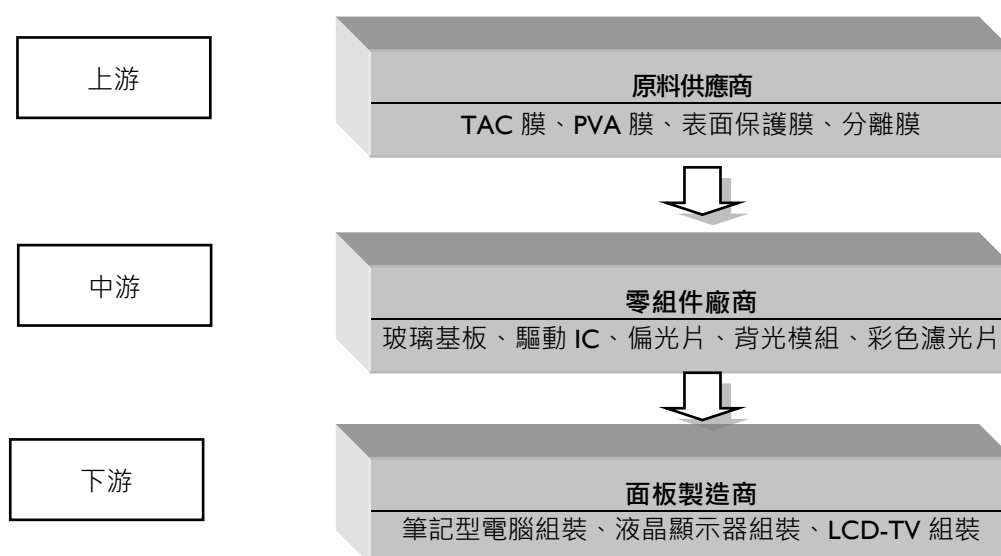 上游
原料供應商
TAC 膜、PVA 膜、表面保護膜、分離膜
中游
零組件廠商
玻璃基板、驅動 IC、偏光片、背光模組、彩色濾光片
下游
面板製造商
筆記型電腦組裝、液晶顯示器組裝、LCD-TV 組裝